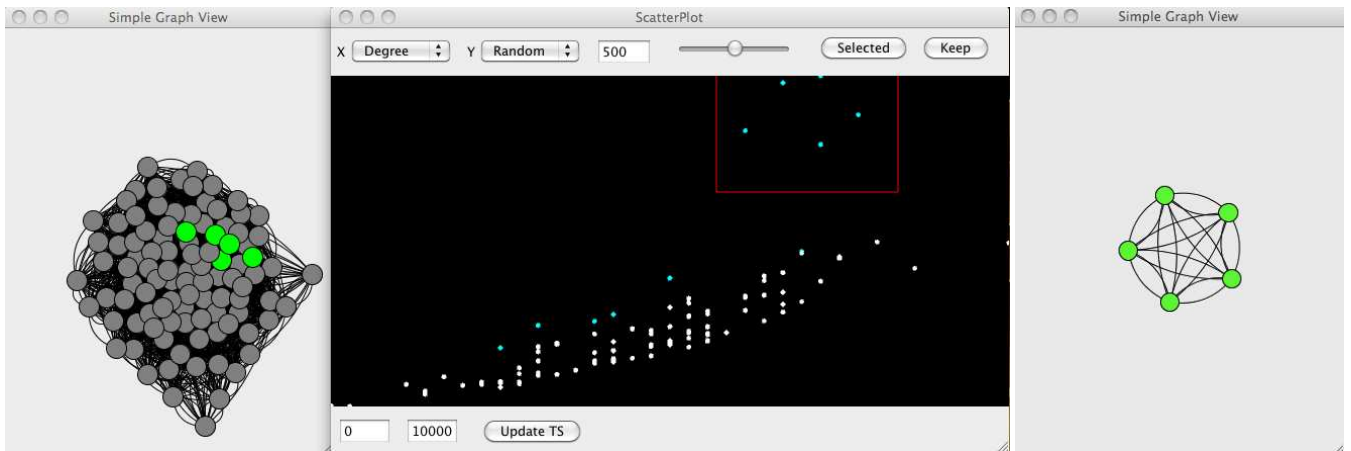 Simple Graph View
ScatterPlot
X Degree Y Random 500 Selected Keep
0 10000 Update TS
Simple Graph View